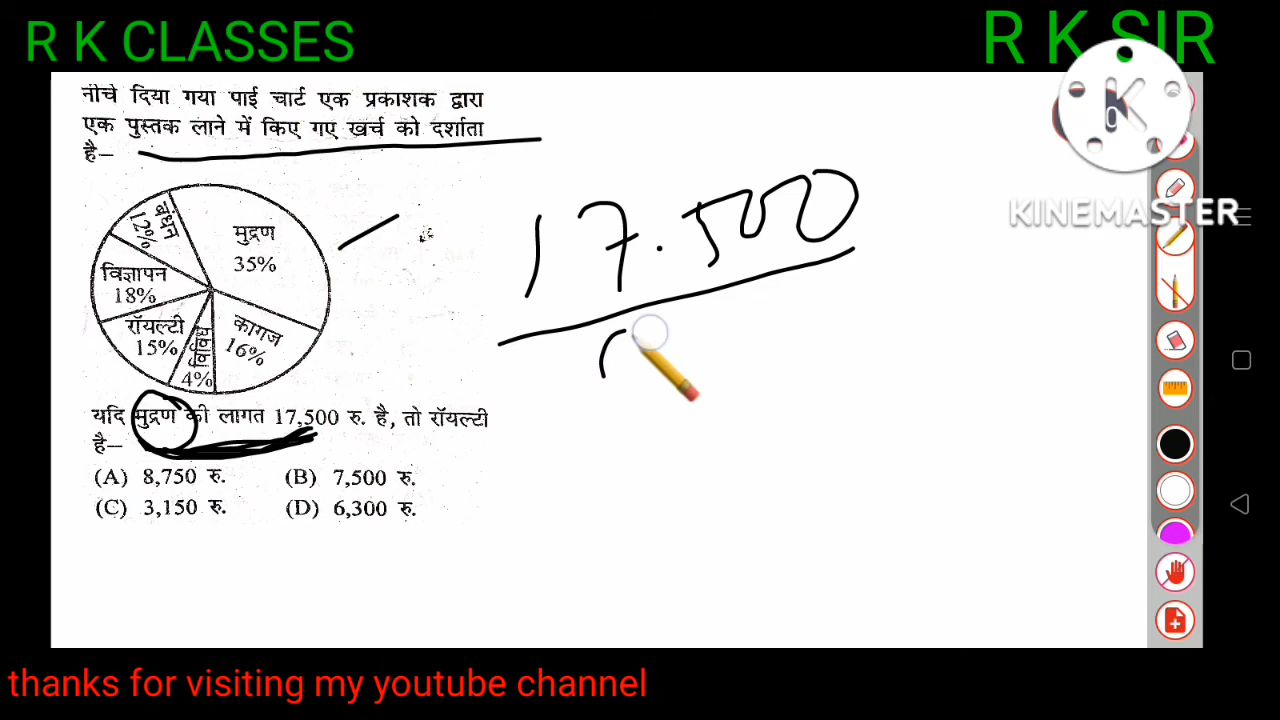 R K CLASSES
R K SIR
नीचे दिया गया पाई चार्ट एक प्रकाशक द्वारा
एक पुस्तक लाने में किए गए खर्च को दर्शाता
है–
बंधन
12%
मुद्रण
35%
विज्ञापन
18%
रॉयल्टी
15%
विविध
4%
कागज
16%
17.500
KINEMASTER
यदि मुद्रण की लागत 17,500 रु. है, तो रॉयल्टी
है–
(A) 8,750 रु. (B) 7,500 रु.
(C) 3,150 रु. (D) 6,300 रु.
thanks for visiting my youtube channel